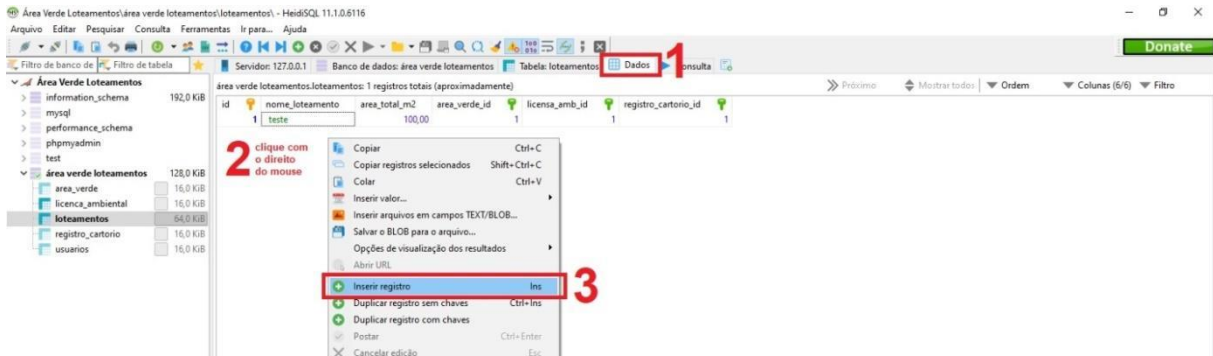 Área Verde Loteamentos\área verde loteamentos\loteamentos\ - HeidiSQL 11.1.0.6116
Arquivo Editar Pesquisar Consulta Ferramentas Ir para... Ajuda
Donate
Filtro de banco de Filtro de tabela Servidor: 127.0.0.1 Banco de dados: área verde loteamentos Tabela: loteamentos Dados onsulta 1
Área Verde Loteamentos
information_schema 192,0 KiB
mysql
performance_schema
phpmyadmin
test
área verde loteamentos 128,0 KiB
area_verde 16,0 KiB
licenca_ambiental 16,0 KiB
loteamentos 64,0 KiB
registro_cartorio 16,0 KiB
usuarios 16,0 KiB
área verde loteamentos.loteamentos: 1 registros totais (aproximadamente) Próximo Mostrar todos Ordem Colunas (6/6) Filtro
id nome_loteamento area_total_m2 area_verde_id licensa_amb_id registro_cartorio_id
1 teste 100,00 1 1 1
2 clique com
o direito
do mouse
Copiar Ctrl+C
Copiar registros selecionados Shift+Ctrl+C
Colar Ctrl+V
Inserir valor...
Inserir arquivos em campos TEXT/BLOB...
Salvar o BLOB para o arquivo...
Opções de visualização dos resultados
Abrir URL
Inserir registro Ins 3
Duplicar registro sem chaves Ctrl+Ins
Duplicar registro com chaves
Postar Ctrl+Enter
Cancelar edição Esc